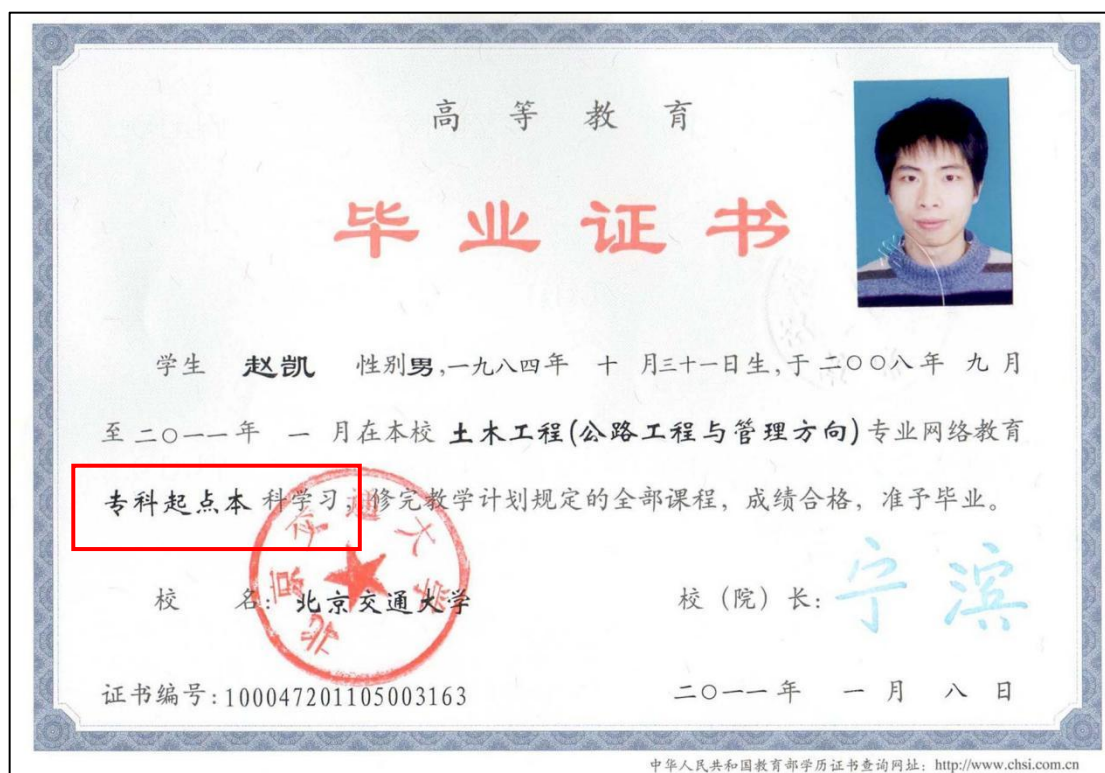 高等教育
毕业证书
学生 赵凯 性别男,一九八四年 十 月三十一日生,于二〇〇八年 九 月
至二〇一一年 一 月在本校 土木工程(公路工程与管理方向)专业网络教育
专科起点本科学习,修完教学计划规定的全部课程,成绩合格,准予毕业。
北京交通大学
校 名:北京交通大学 校(院)长:宁滨
证书编号:100047201105003163 二〇一一年 一 月 八 日
中华人民共和国教育部学历证书查询网址:http://www.chsi.com.cn